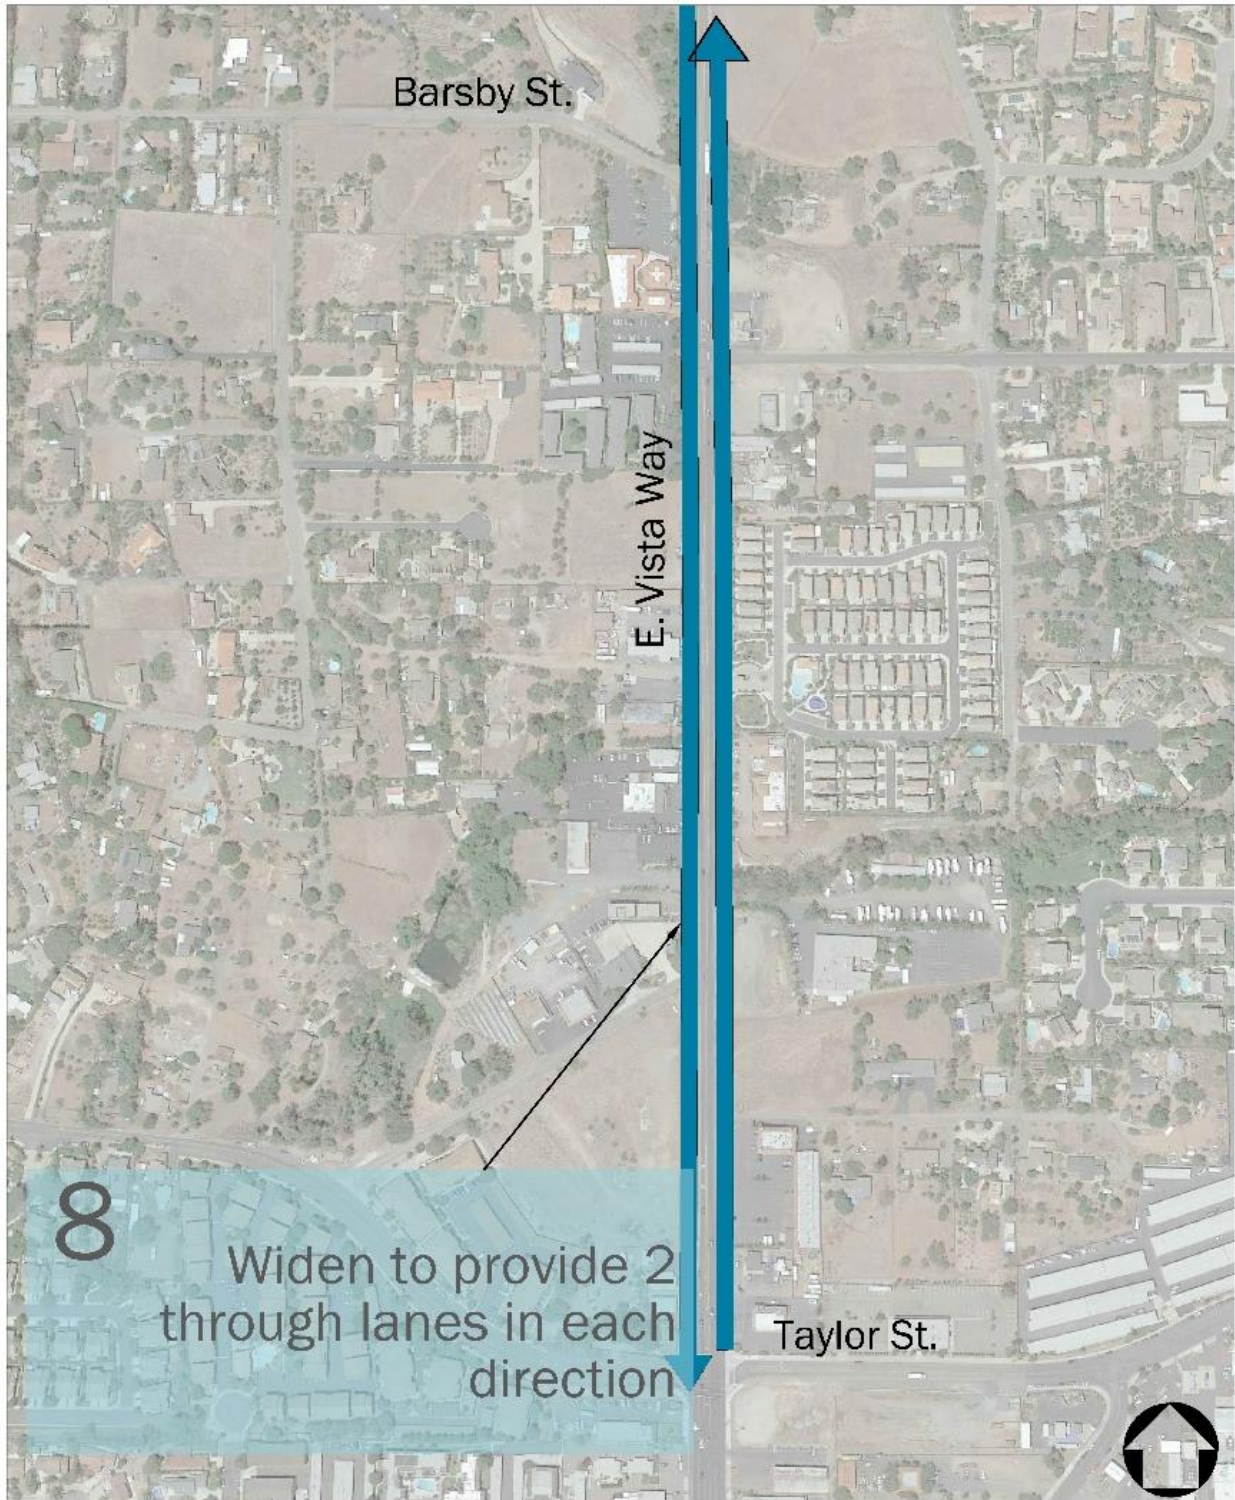 Barsby St.
E. Vista Way
8
Widen to provide 2
through lanes in each
direction
Taylor St.